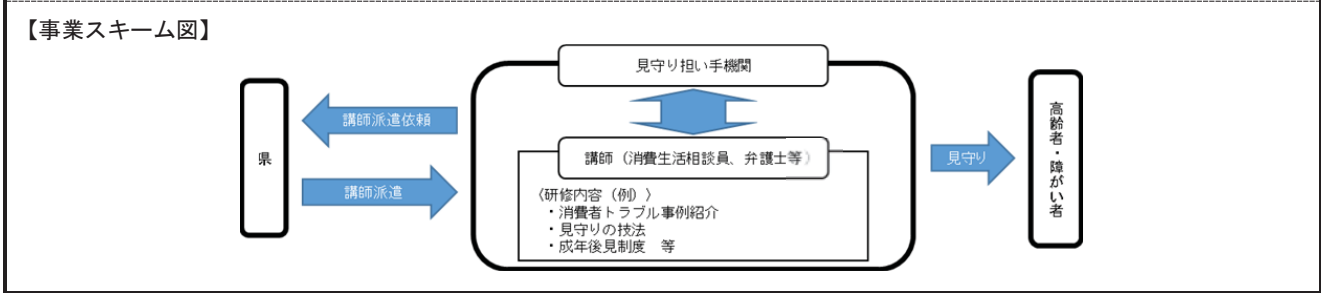 【事業スキーム図】
見守り担い手機関
講師派遣依頼
県
講師派遣
講師（消費生活相談員、弁護士等）
〈研修内容（例）〉
・消費者トラブル事例紹介
・見守りの技法
・成年後見制度　等
見守り
高齢者・障がい者